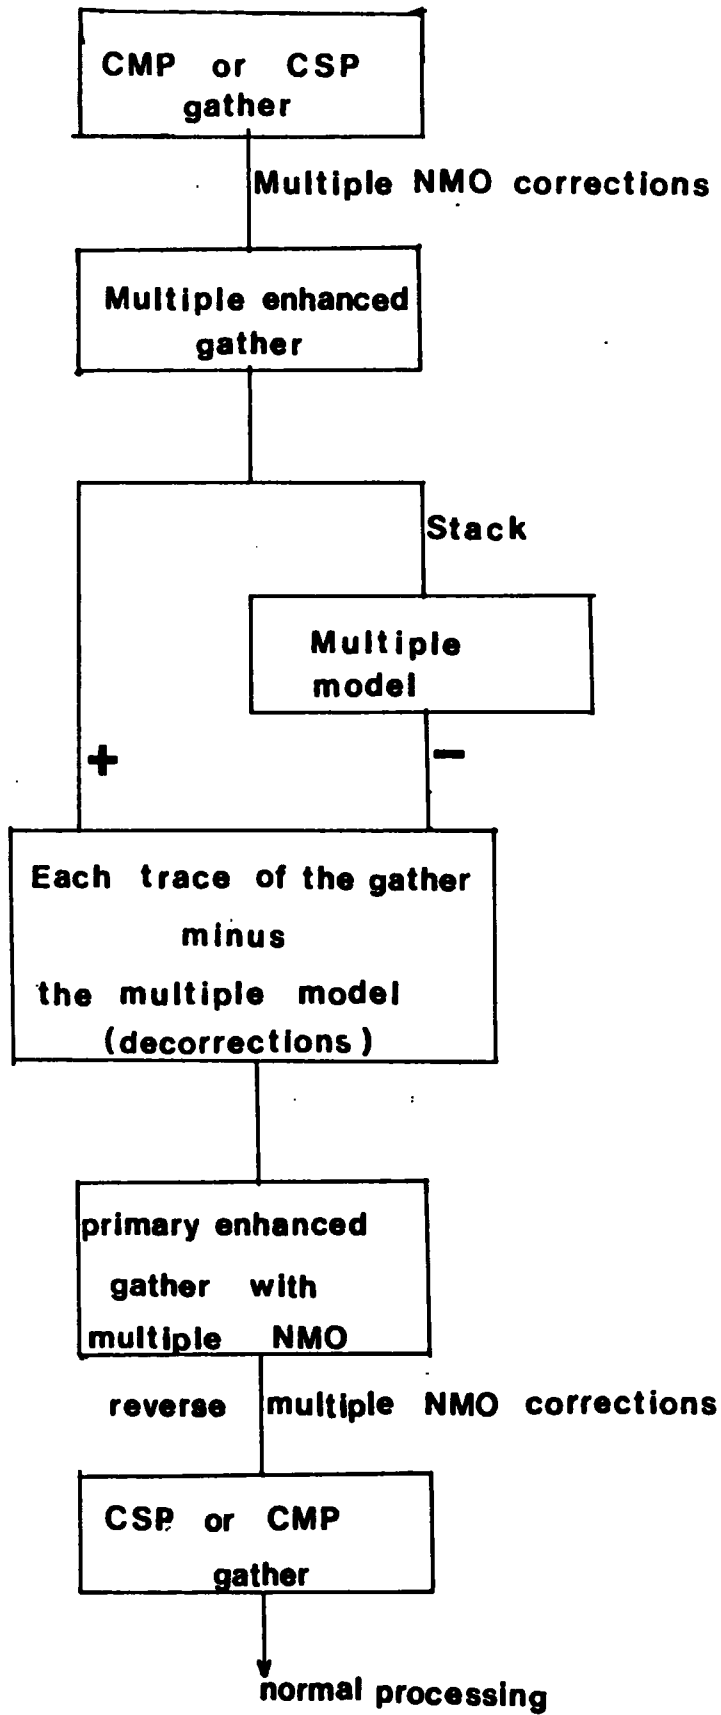 CMP or CSP
gather
Multiple NMO corrections
Multiple enhanced
gather
Stack
Multiple
model
+
−
Each trace of the gather
minus
the multiple model
(decorrections)
primary enhanced
gather with
multiple NMO
reverse multiple NMO corrections
CSP or CMP
gather
normal processing